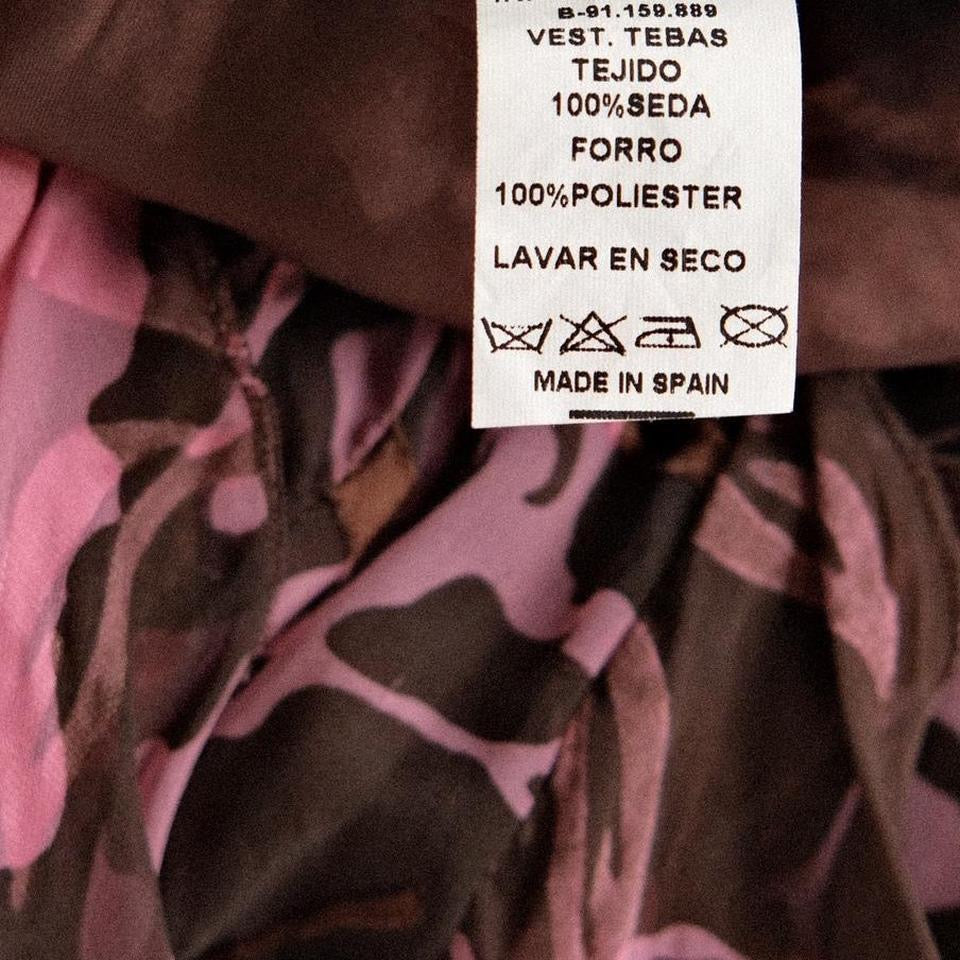 B-91.159.889
VEST. TEBAS
TEJIDO
100%SEDA
FORRO
100%POLIESTER
LAVAR EN SECO
MADE IN SPAIN